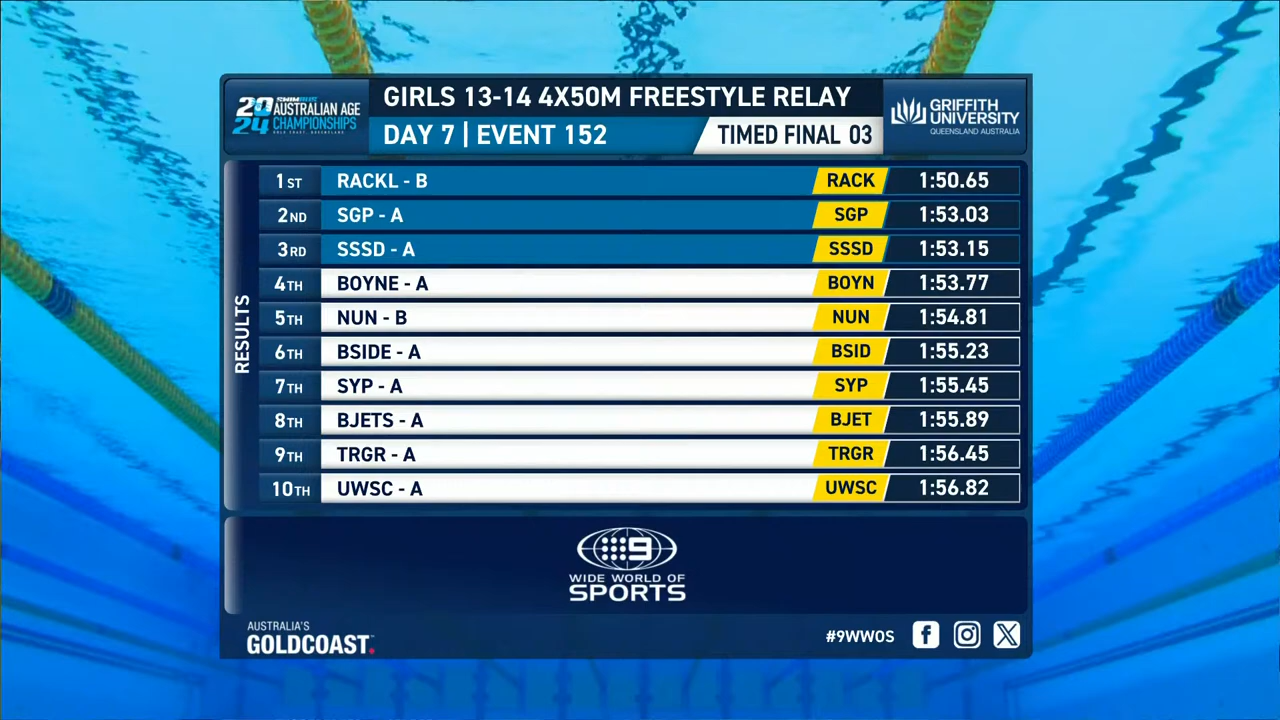 2024 AUSTRALIAN AGE CHAMPIONSHIPS
GIRLS 13-14 4X50M FREESTYLE RELAY
DAY 7 | EVENT 152
TIMED FINAL 03
GRIFFITH UNIVERSITY
QUEENSLAND AUSTRALIA
RESULTS
1ST RACKL - B RACK 1:50.65
2ND SGP - A SGP 1:53.03
3RD SSSD - A SSSD 1:53.15
4TH BOYNE - A BOYN 1:53.77
5TH NUN - B NUN 1:54.81
6TH BSIDE - A BSID 1:55.23
7TH SYP - A SYP 1:55.45
8TH BJETS - A BJET 1:55.89
9TH TRGR - A TRGR 1:56.45
10TH UWSC - A UWSC 1:56.82
9
WIDE WORLD OF
SPORTS
AUSTRALIA'S
GOLDCOAST.
#9WWOS